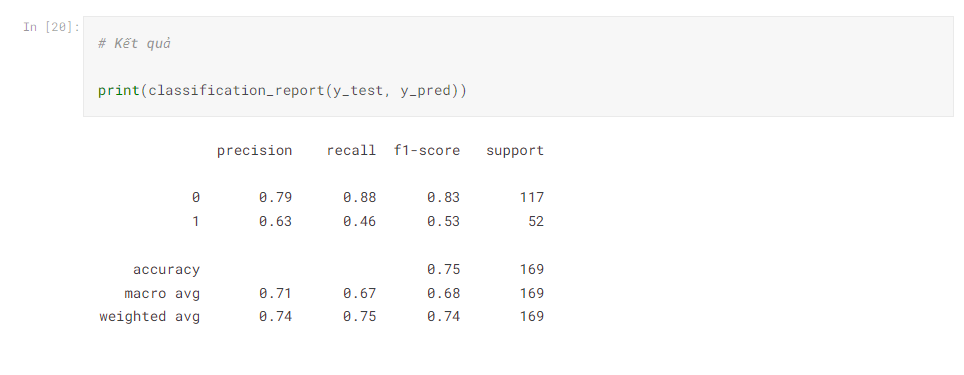 In [20]:
# Kết quả
print(classification_report(y_test, y_pred))
precision recall f1-score support
0 0.79 0.88 0.83 117
1 0.63 0.46 0.53 52
accuracy 0.75 169
macro avg 0.71 0.67 0.68 169
weighted avg 0.74 0.75 0.74 169